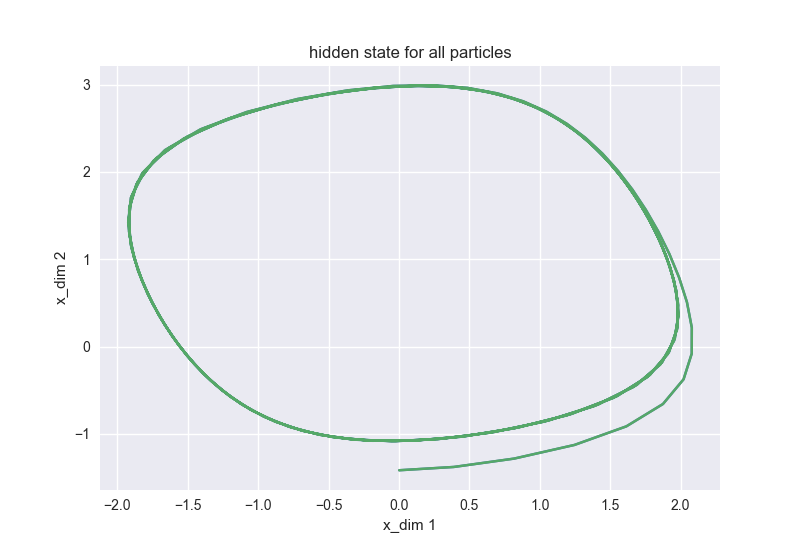 hidden state for all particles
3
2
1
0
−1
x_dim 2
−2.0 −1.5 −1.0 −0.5 0.0 0.5 1.0 1.5 2.0
x_dim 1